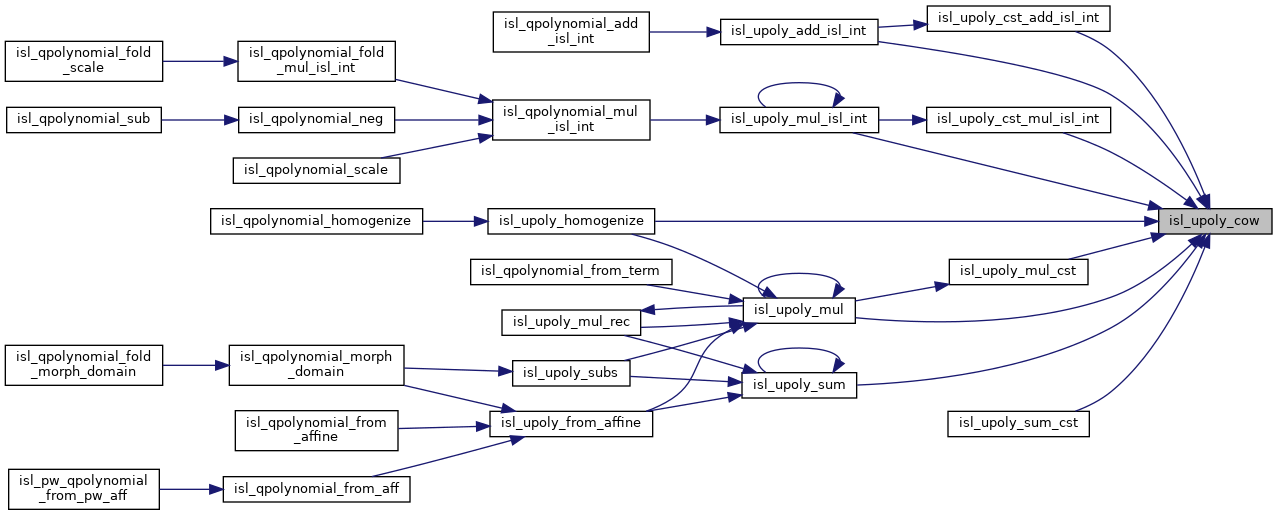 isl_qpolynomial_fold
_scale
isl_qpolynomial_sub
isl_qpolynomial_fold
_morph_domain
isl_pw_qpolynomial
_from_pw_aff
isl_qpolynomial_fold
_mul_isl_int
isl_qpolynomial_neg
isl_qpolynomial_scale
isl_qpolynomial_homogenize
isl_qpolynomial_morph
_domain
isl_qpolynomial_from
_affine
isl_qpolynomial_from_aff
isl_qpolynomial_add
_isl_int
isl_qpolynomial_mul
_isl_int
isl_upoly_homogenize
isl_qpolynomial_from_term
isl_upoly_mul_rec
isl_upoly_subs
isl_upoly_from_affine
isl_upoly_add_isl_int
isl_upoly_mul_isl_int
isl_upoly_mul
isl_upoly_sum
isl_upoly_cst_add_isl_int
isl_upoly_cst_mul_isl_int
isl_upoly_mul_cst
isl_upoly_sum_cst
isl_upoly_cow